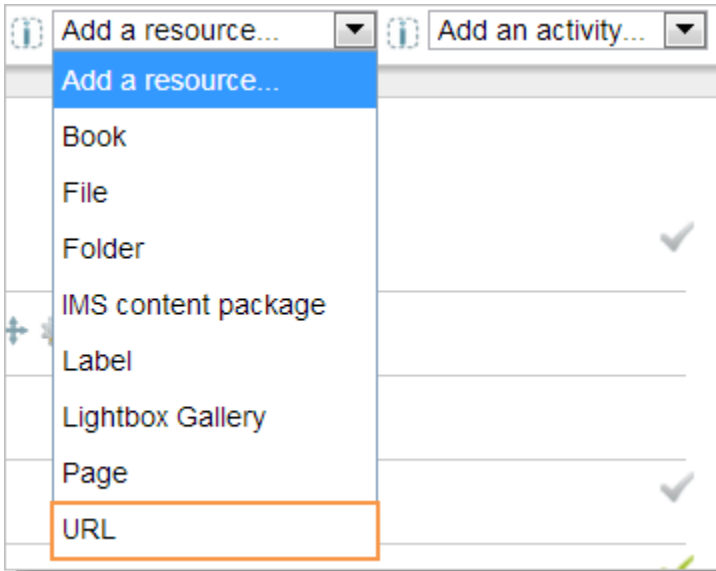 Add a resource... Add an activity...
Add a resource...
Book
File
Folder
IMS content package
Label
Lightbox Gallery
Page
URL